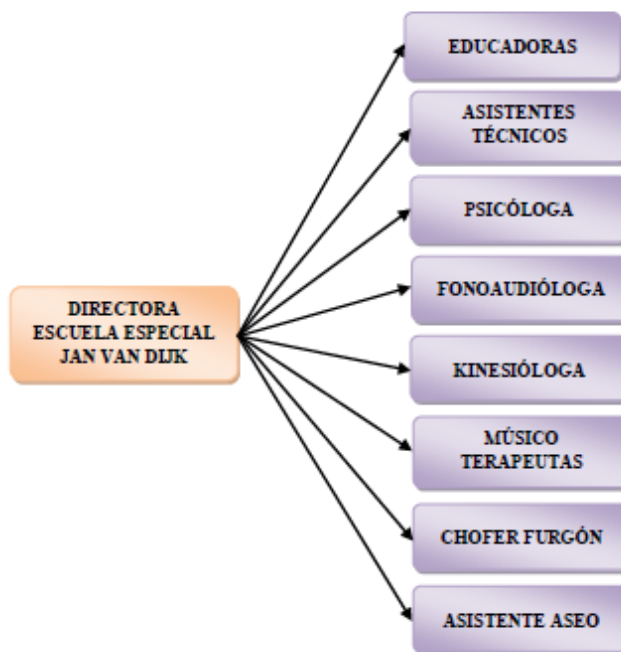 EDUCADORAS
ASISTENTES
TÉCNICOS
PSICÓLOGA
FONOAUDIÓLOGA
DIRECTORA
ESCUELA ESPECIAL
JAN VAN DIJK
KINESIÓLOGA
MÚSICO
TERAPEUTAS
CHOFER FURGÓN
ASISTENTE ASEO